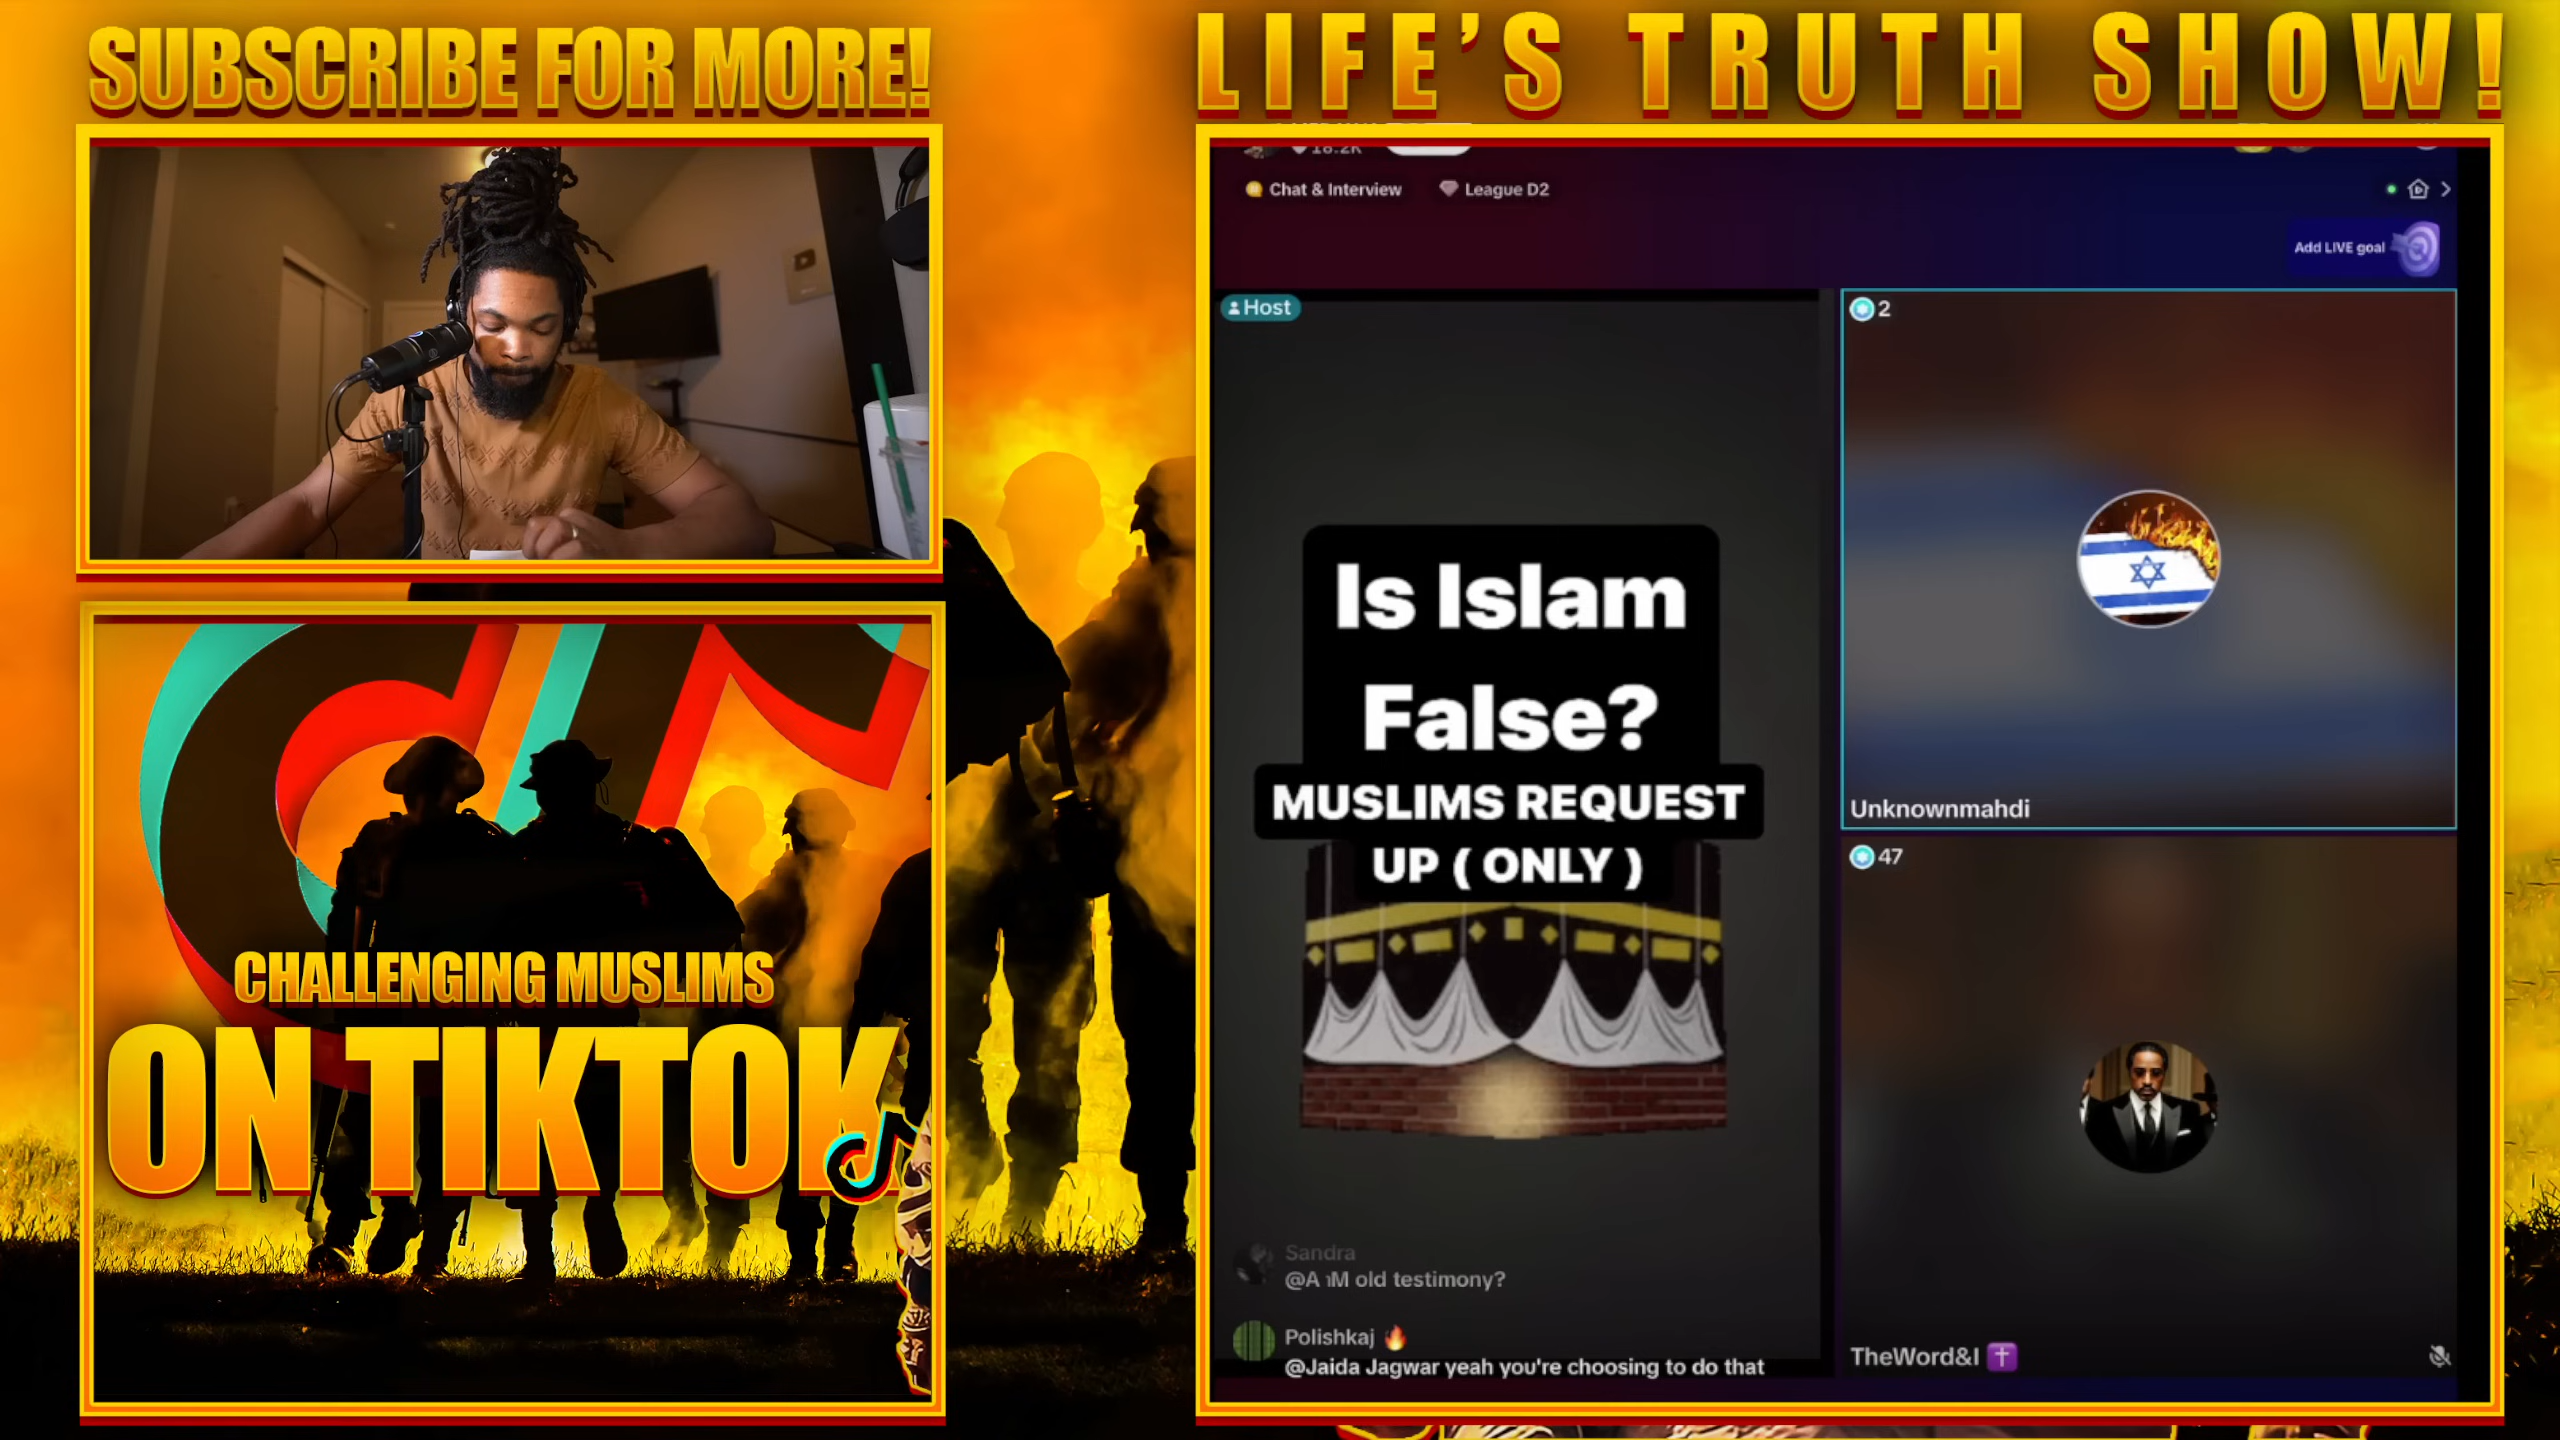 SUBSCRIBE FOR MORE!
LIFE'S TRUTH SHOW!
18.2K
Chat & Interview
League D2
Add LIVE goal
Host
2
Is Islam
False?
MUSLIMS REQUEST
UP ( ONLY )
Unknownmahdi
47
CHALLENGING MUSLIMS
ON TIKTOK
Sandra
old testimony?
Polishkaj 🔥
@Jaida Jagwar yeah you're choosing to do that
TheWord&I ✝